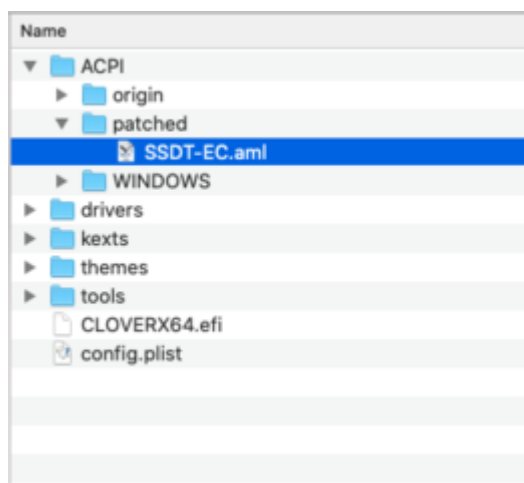 Name
ACPI
origin
patched
SSDT-EC.aml
WINDOWS
drivers
kexts
themes
tools
CLOVERX64.efi
config.plist